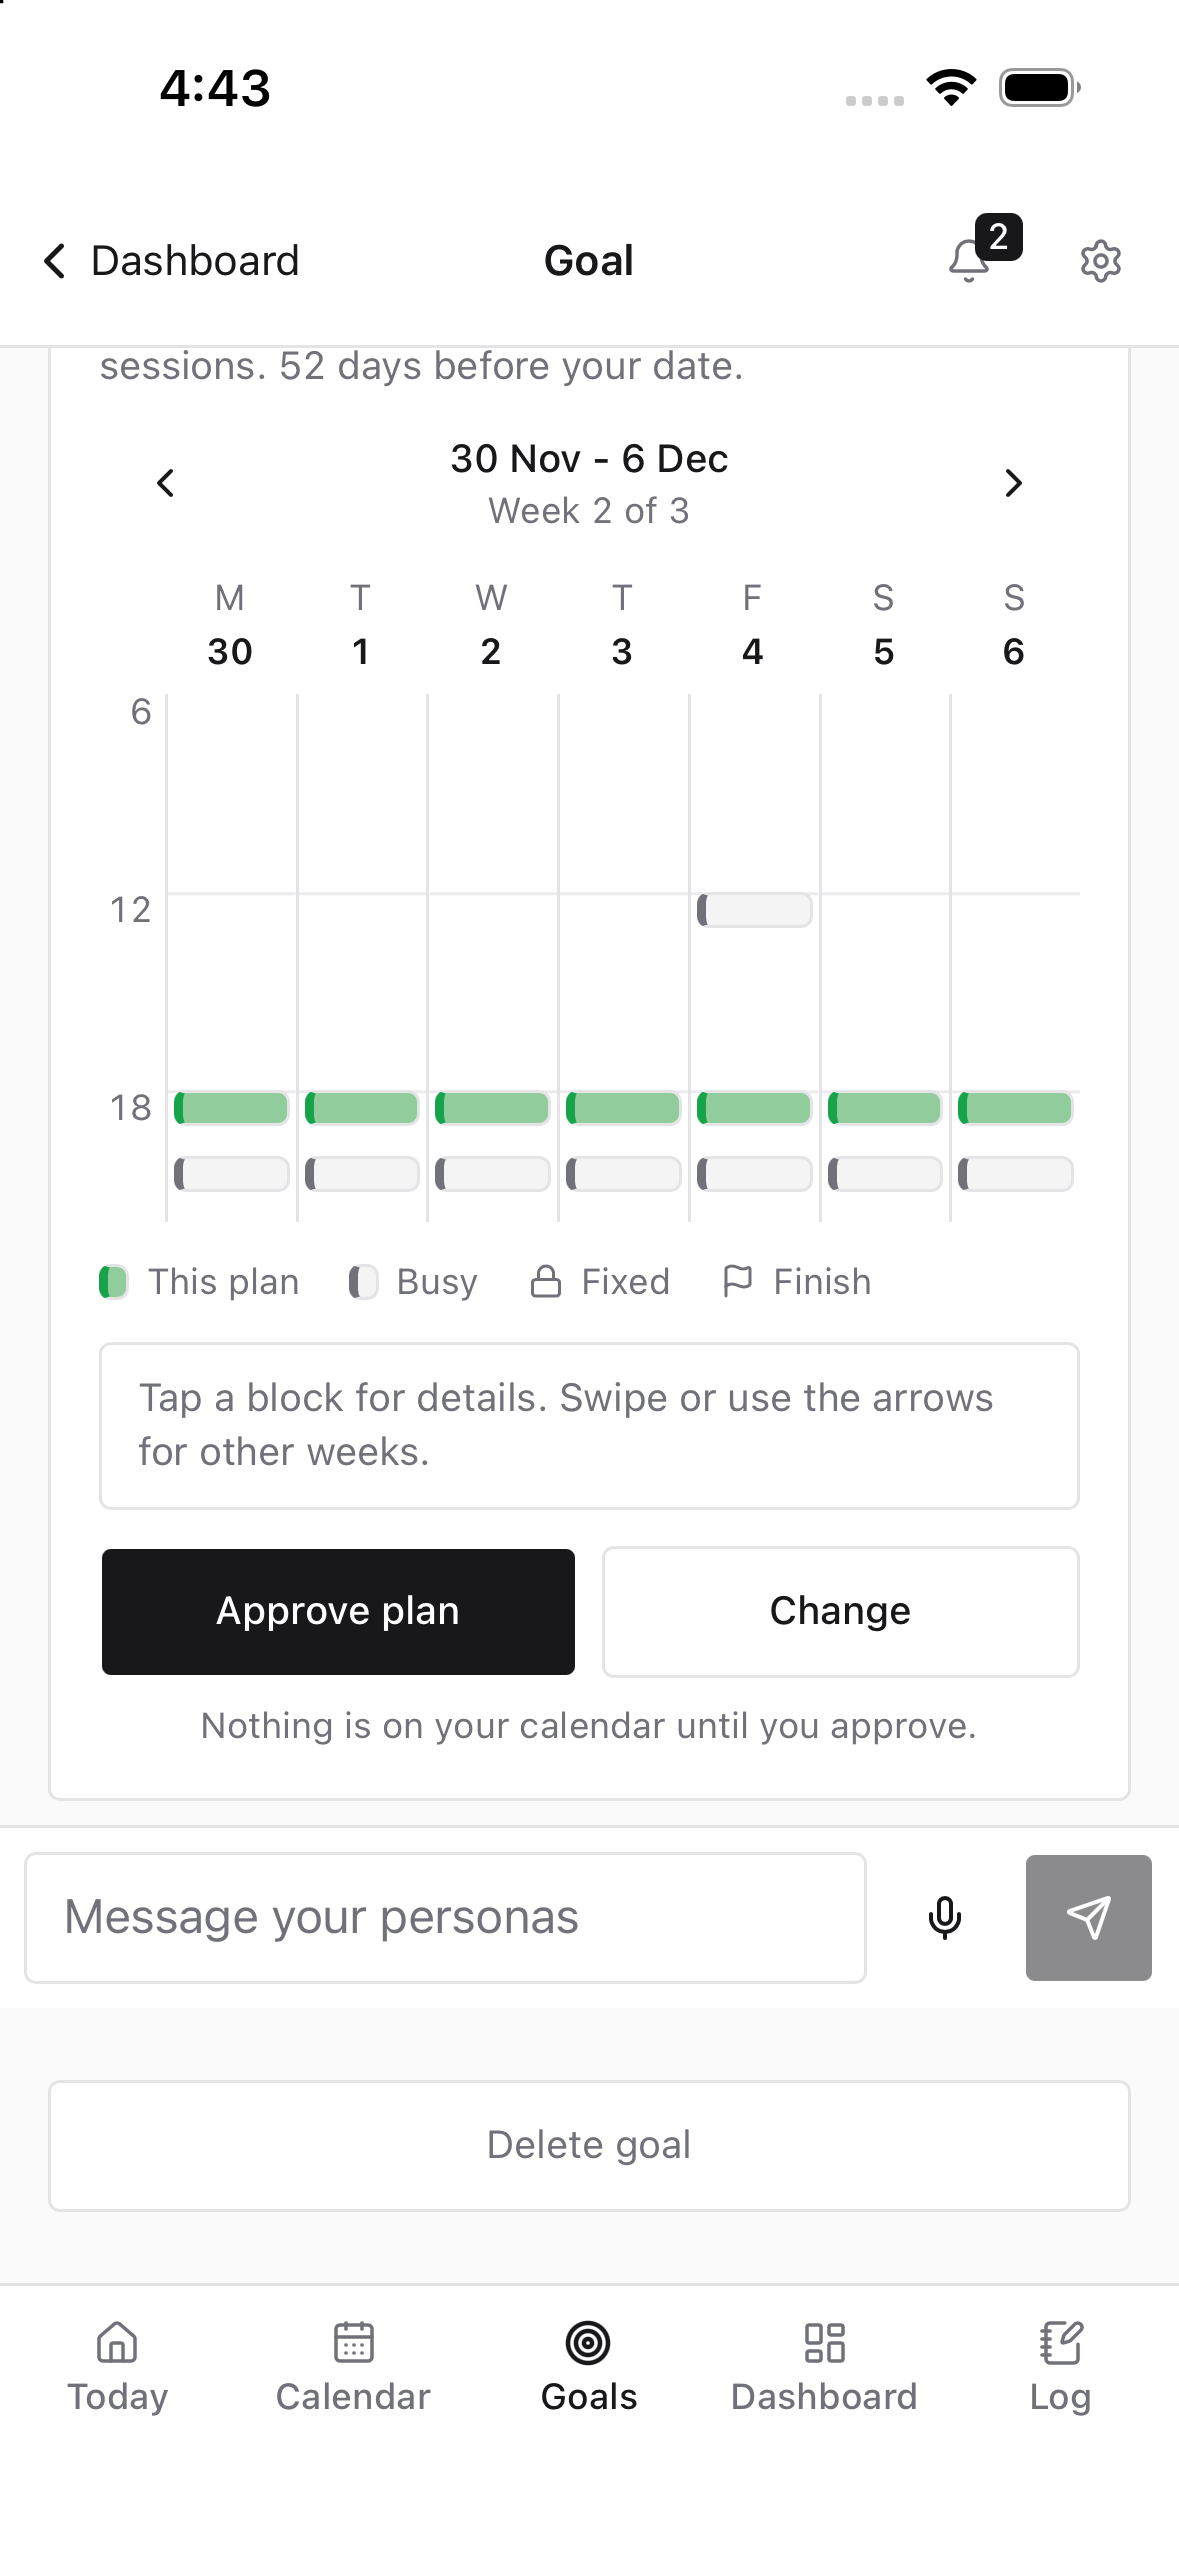 4:43
Dashboard
Goal
2
sessions. 52 days before your date.
30 Nov - 6 Dec
Week 2 of 3
M T W T F S S
30 1 2 3 4 5 6
6
12
18
This plan Busy Fixed Finish
Tap a block for details. Swipe or use the arrows
for other weeks.
Approve plan
Change
Nothing is on your calendar until you approve.
Message your personas
Delete goal
Today Calendar Goals Dashboard Log